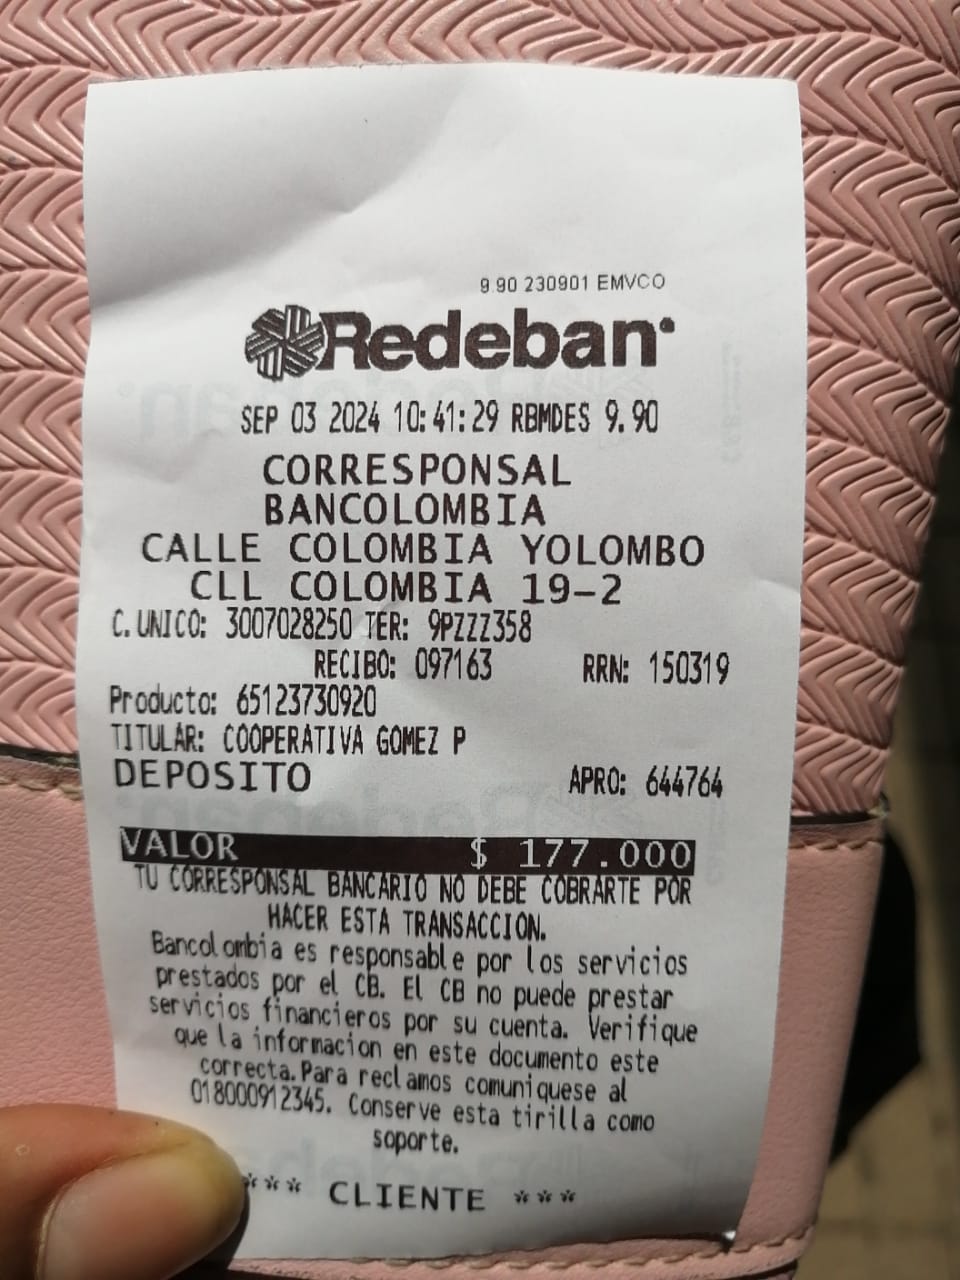 9.90 230901 EMVCO
Redeban
SEP 03 2024 10:41:29 RBMDES 9.90
CORRESPONSAL
BANCOLOMBIA
CALLE COLOMBIA YOLOMBO
CLL COLOMBIA 19-2
C. UNICO: 3007028250 TER: 9PZZZ358
RECIBO: 097163 RRN: 150319
Producto: 65123730920
TITULAR: COOPERATIVA GOMEZ P
DEPOSITO APRO: 644764
VALOR $ 177.000
TU CORRESPONSAL BANCARIO NO DEBE COBRARTE POR
HACER ESTA TRANSACCION.
Bancolombia es responsable por los servicios
prestados por el CB. El CB no puede prestar
servicios financieros por su cuenta. Verifique
que la informacion en este documento este
correcta.Para reclamos comuniquese al
018000912345. Conserve esta tirilla como
soporte.
*** CLIENTE ***